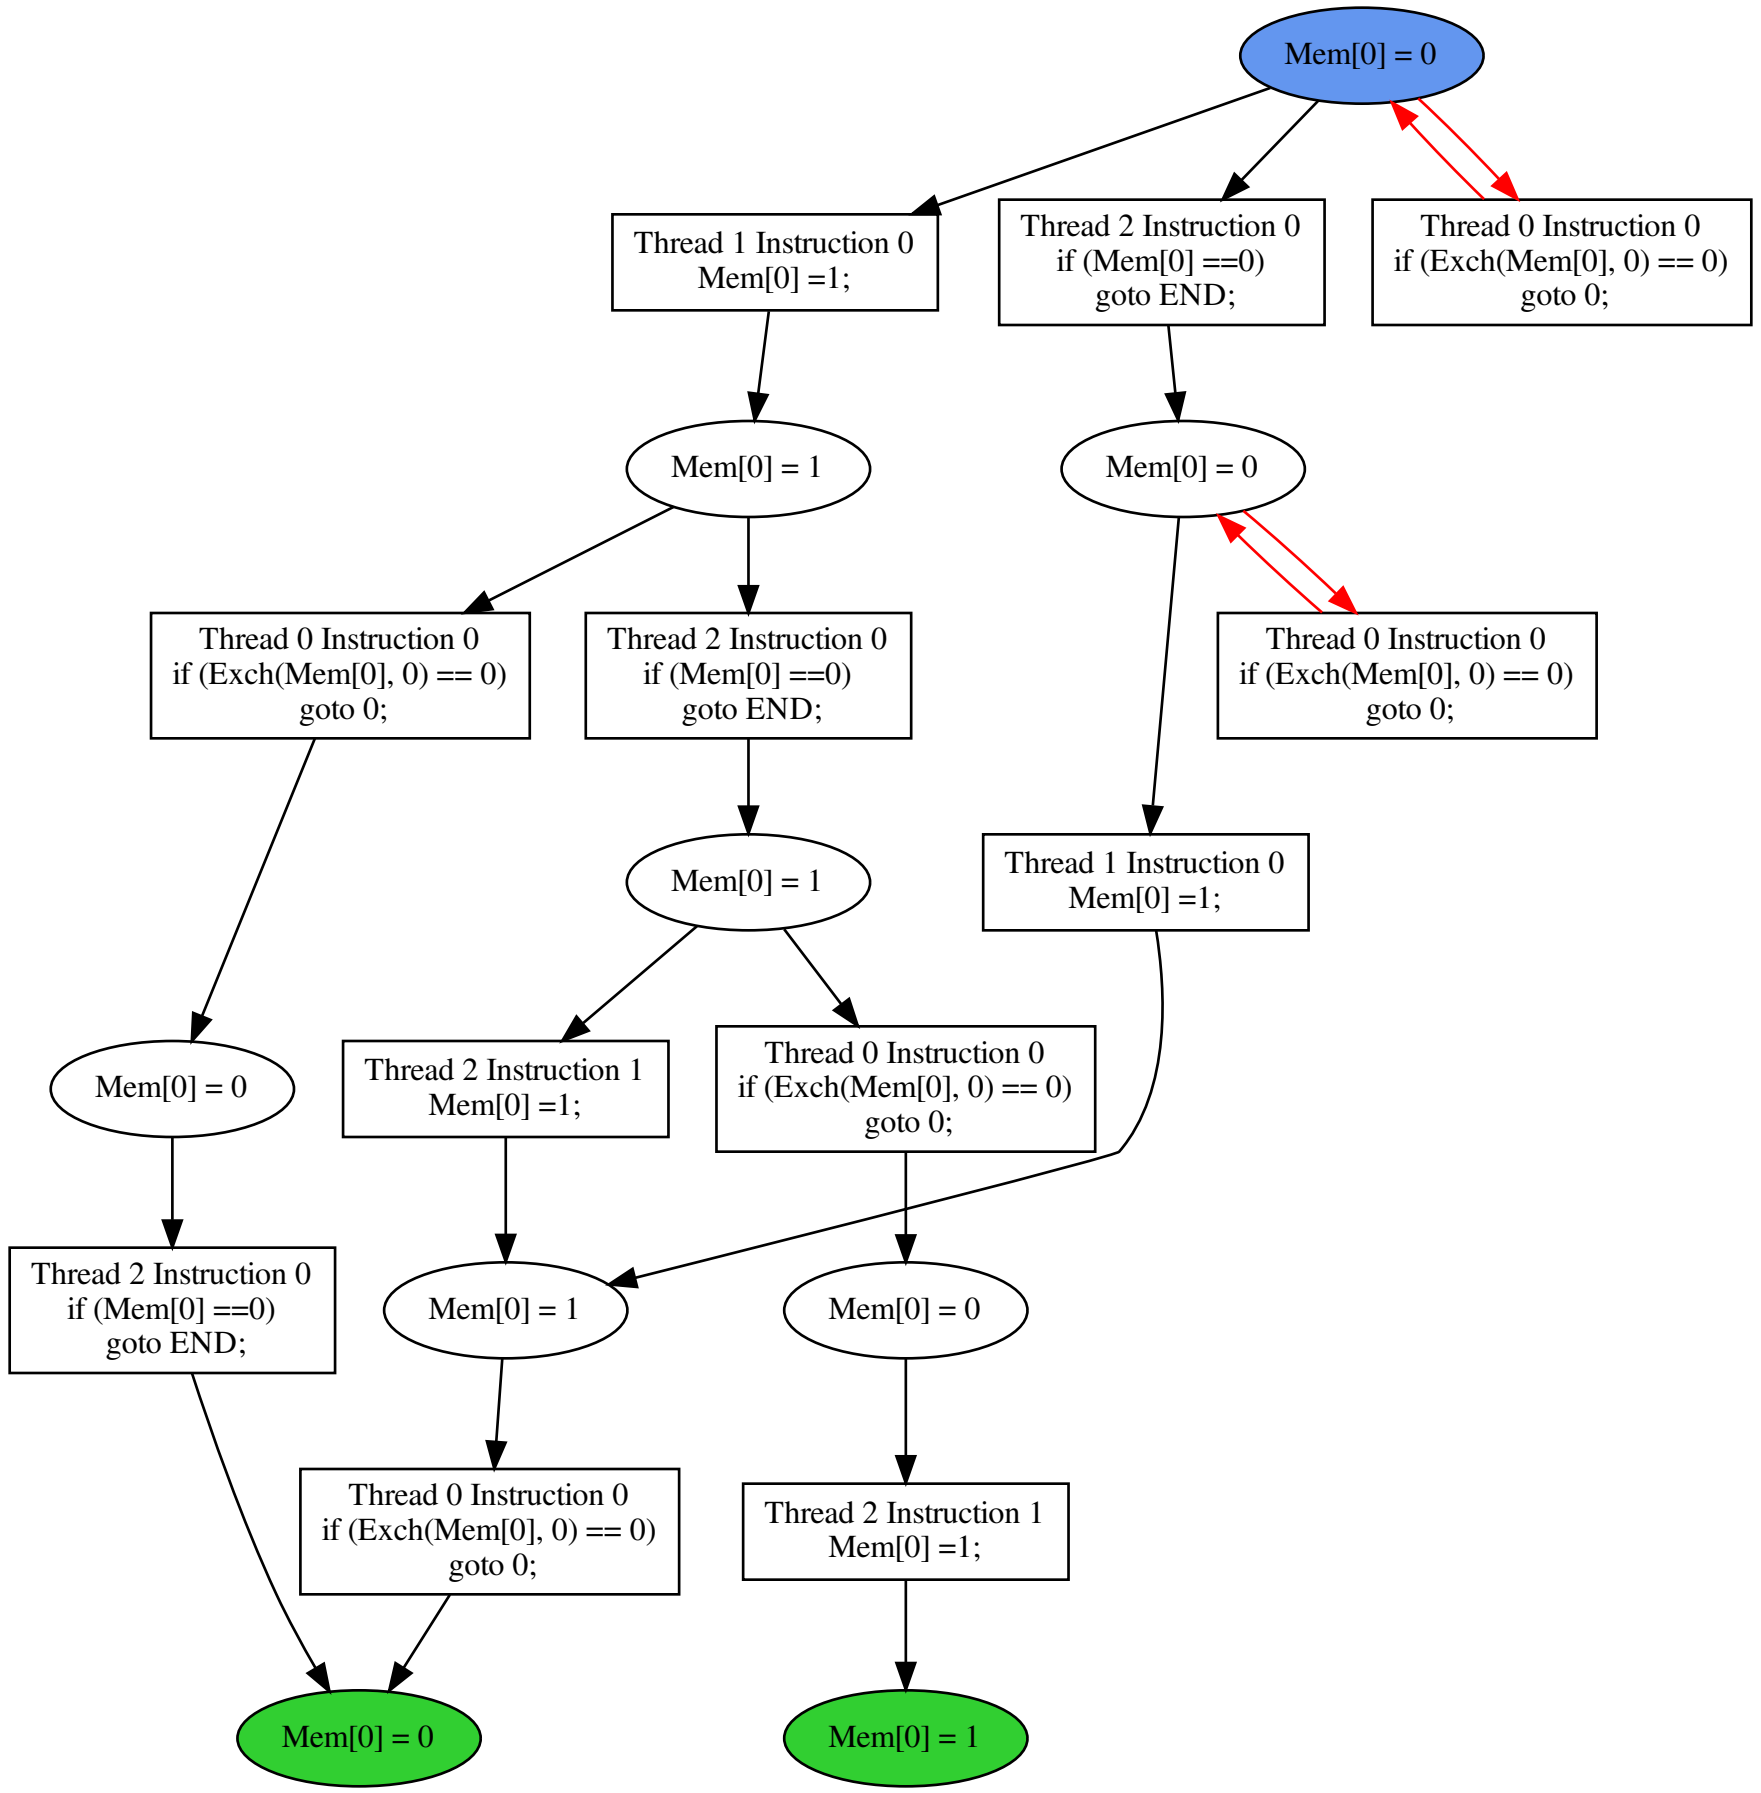 Mem[0] = 0
Thread 1 Instruction 0
Mem[0] =1;
Thread 2 Instruction 0
if (Mem[0] ==0)
goto END;
Thread 0 Instruction 0
if (Exch(Mem[0], 0) == 0)
goto 0;
Mem[0] = 1
Mem[0] = 0
Thread 0 Instruction 0
if (Exch(Mem[0], 0) == 0)
goto 0;
Thread 2 Instruction 0
if (Mem[0] ==0)
goto END;
Thread 0 Instruction 0
if (Exch(Mem[0], 0) == 0)
goto 0;
Mem[0] = 1
Thread 1 Instruction 0
Mem[0] =1;
Mem[0] = 0
Thread 2 Instruction 1
Mem[0] =1;
Thread 0 Instruction 0
if (Exch(Mem[0], 0) == 0)
goto 0;
Thread 2 Instruction 0
if (Mem[0] ==0)
goto END;
Mem[0] = 1
Mem[0] = 0
Thread 0 Instruction 0
if (Exch(Mem[0], 0) == 0)
goto 0;
Thread 2 Instruction 1
Mem[0] =1;
Mem[0] = 0
Mem[0] = 1